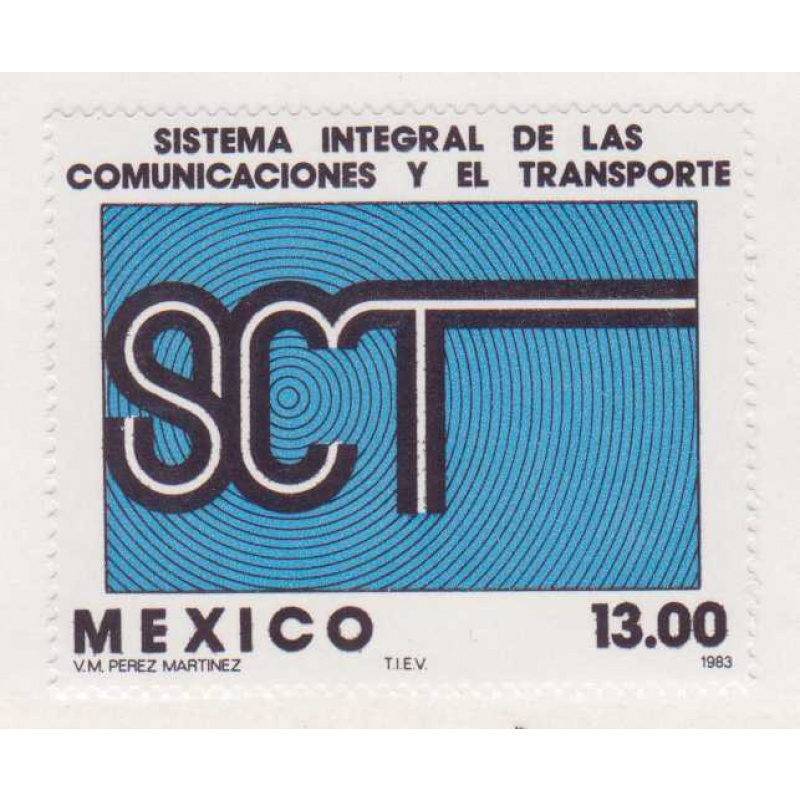 SISTEMA INTEGRAL DE LAS
COMUNICACIONES Y EL TRANSPORTE
SCT
MEXICO 13.00
V.M. PEREZ MARTINEZ T.I.E.V. 1983